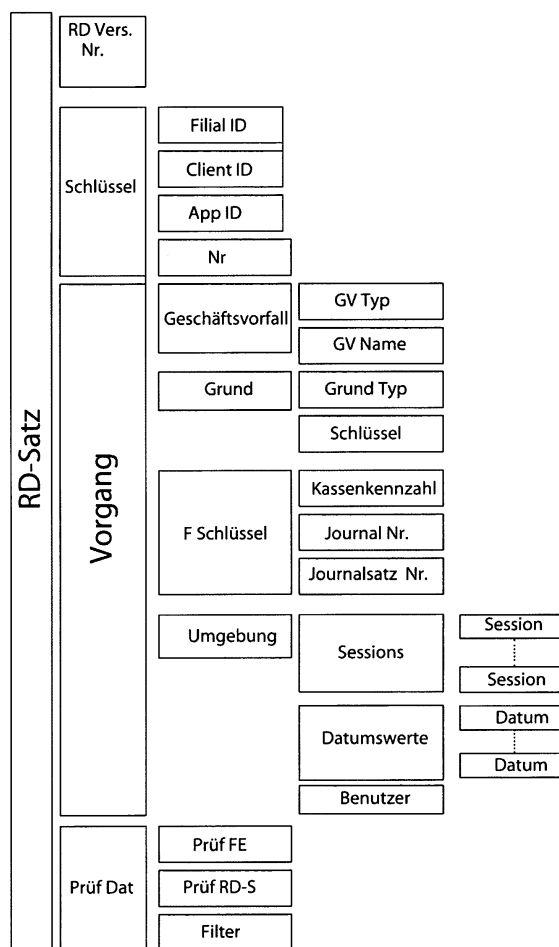 RD-Satz
RD Vers.
Nr.
Schlüssel
Filial ID
Client ID
App ID
Nr
Vorgang
Geschäftsvorfall
GV Typ
GV Name
Grund
Grund Typ
Schlüssel
F Schlüssel
Kassenkennzahl
Journal Nr.
Journalsatz Nr.
Umgebung
Sessions
Session
Session
Datumswerte
Datum
Datum
Benutzer
Prüf Dat
Prüf FE
Prüf RD-S
Filter